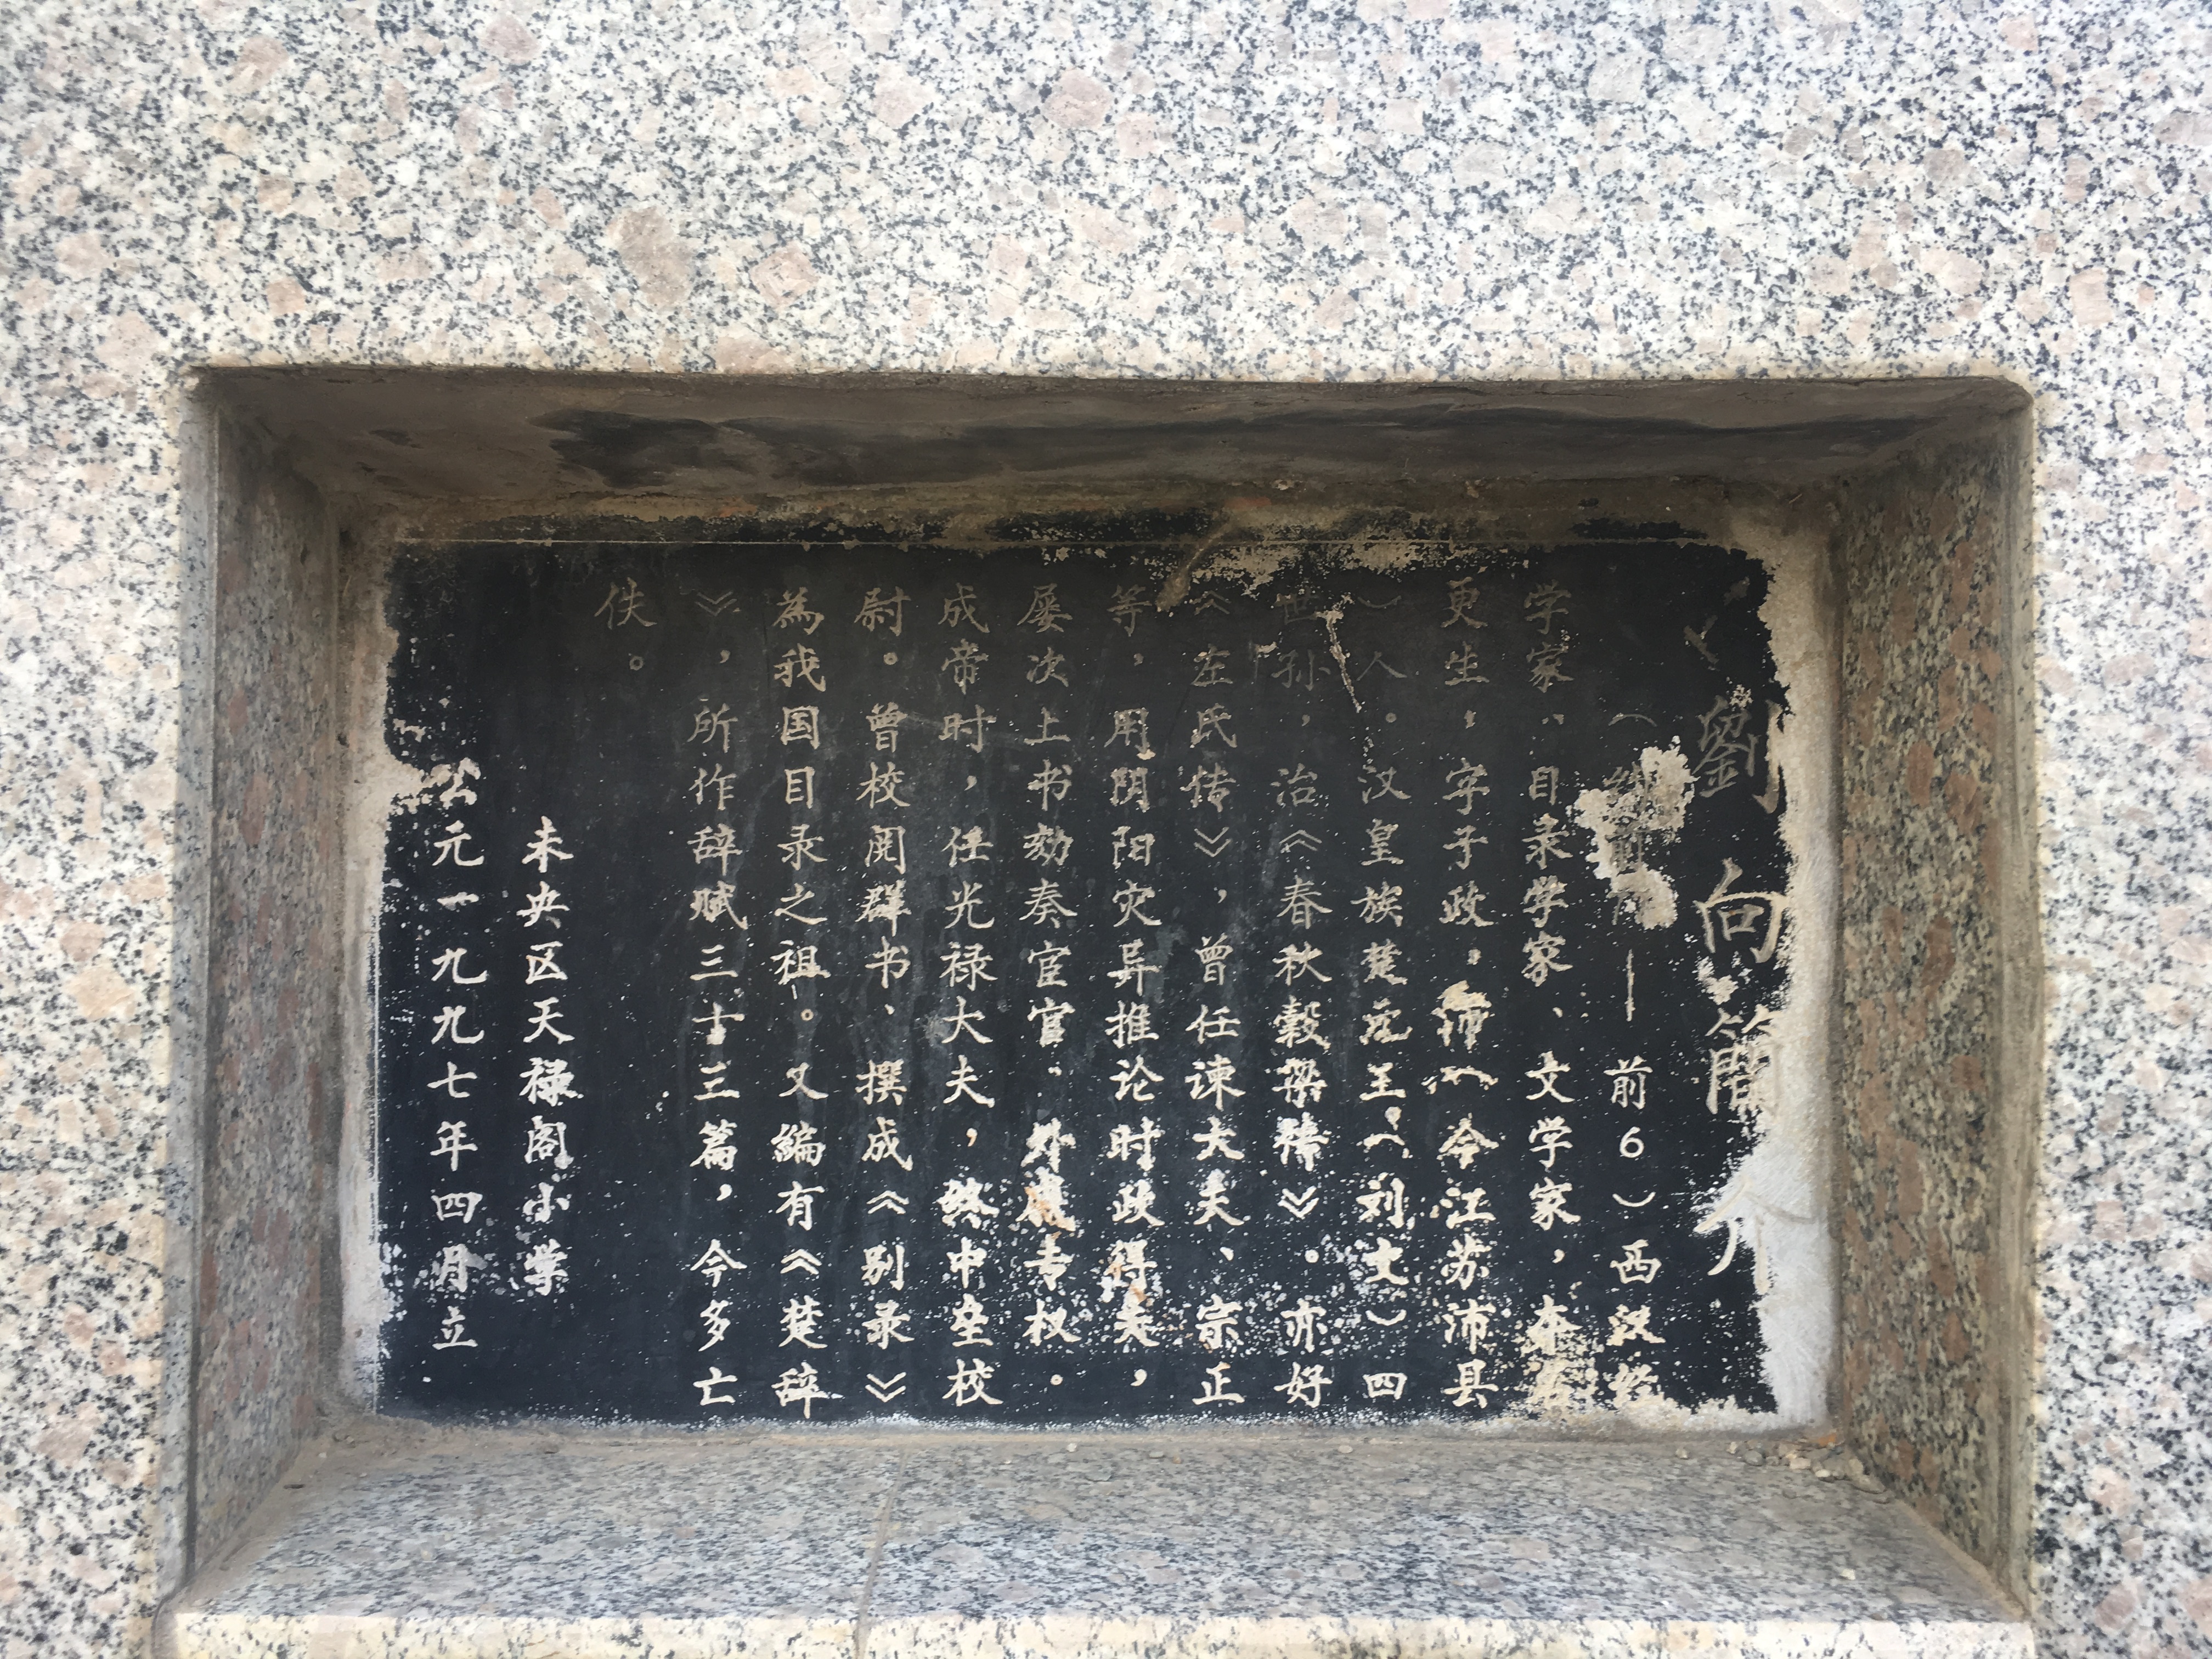 劉向簡介
（ 前—前6）西汉经
学家、目录学家、文学家，本名
更生，字子政，沛（今江苏沛县
）人。汉皇族楚元王（刘交）四
世孙，治《春秋穀梁传》。亦好
《左氏传》，曾任谏大夫、宗正
等，用阴阳灾异推论时政得失，
屡次上书劾奏宦官、外戚专权。
成帝时，任光禄大夫，终中垒校
尉。曾校阅群书、撰成《别录》
為我国目录之祖。又编有《楚辞
》，所作辞赋三十三篇，今多亡
佚。
未央区天禄阁小学
公元一九九七年四月立